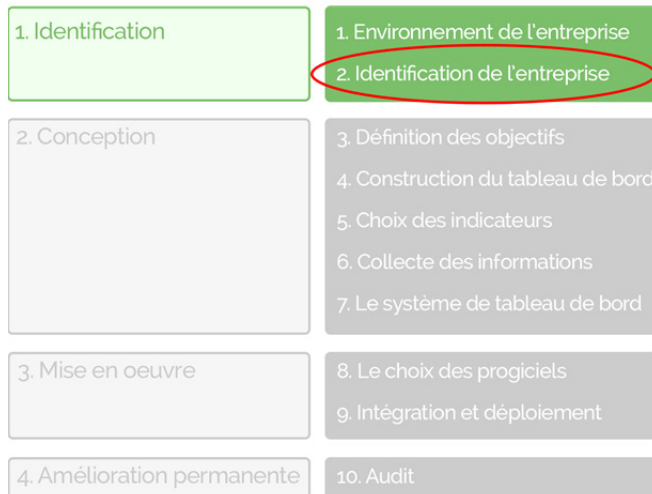 1. Identification
1. Environnement de l'entreprise
2. Identification de l'entreprise
2. Conception
3. Définition des objectifs
4. Construction du tableau de bord
5. Choix des indicateurs
6. Collecte des informations
7. Le système de tableau de bord
3. Mise en oeuvre
8. Le choix des progiciels
9. Intégration et déploiement
4. Amélioration permanente
10. Audit